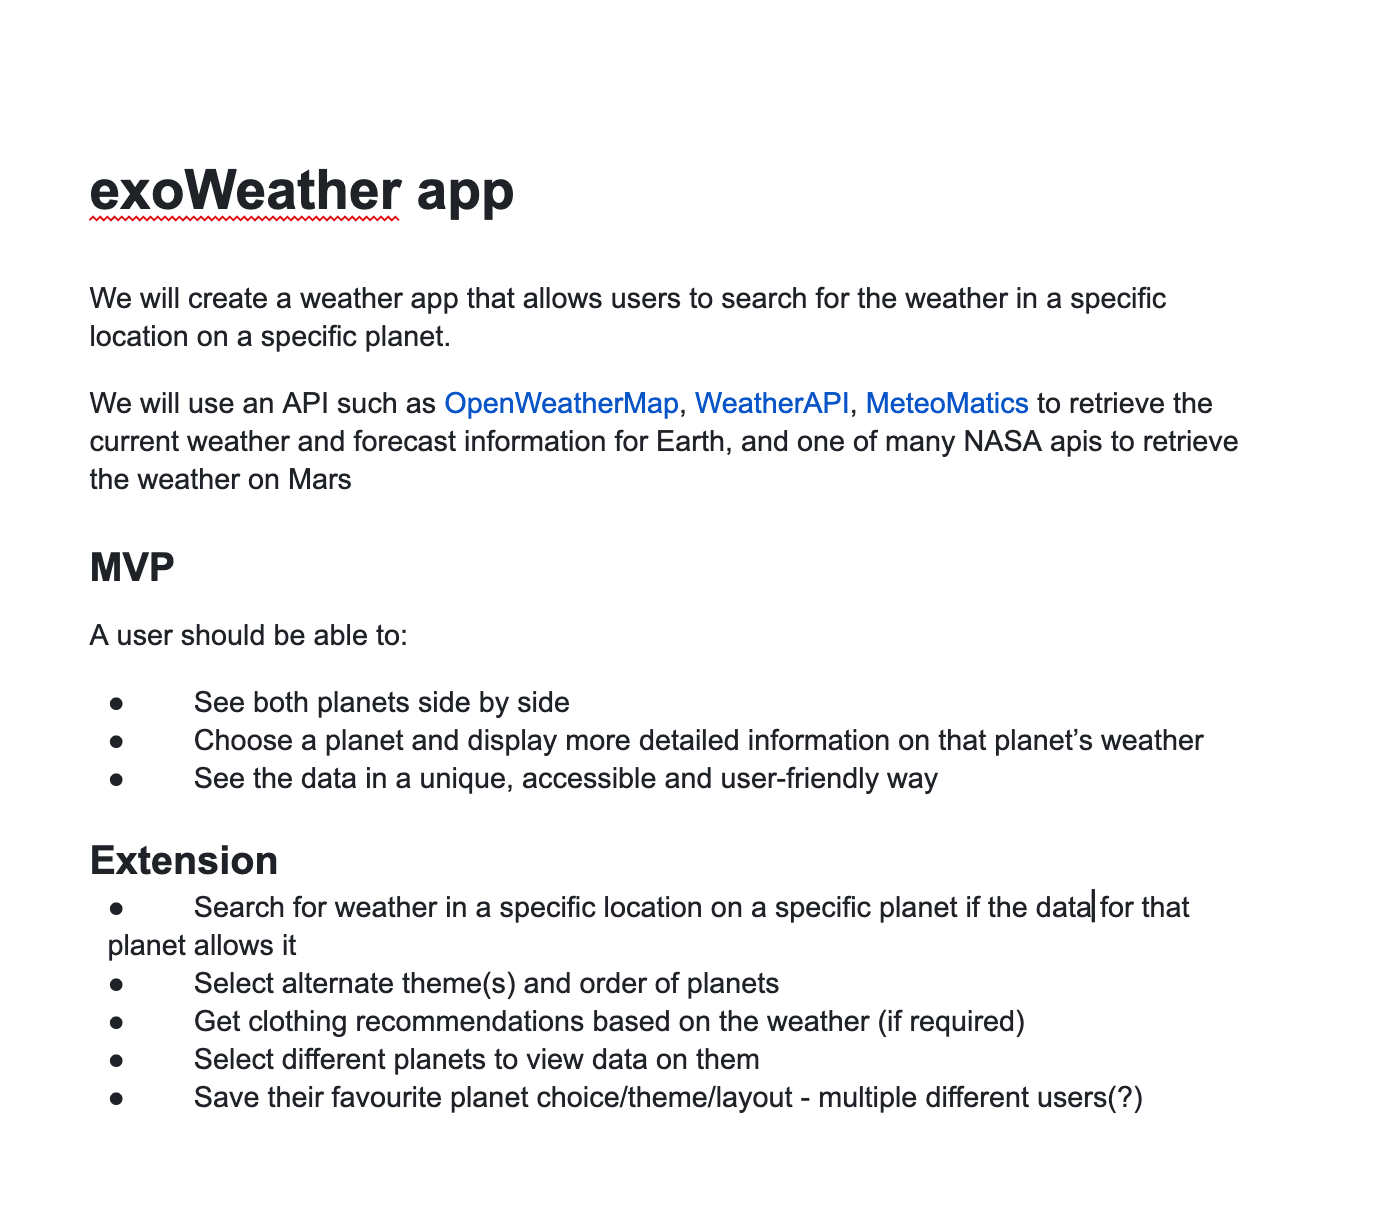 exoWeather app
We will create a weather app that allows users to search for the weather in a specific
location on a specific planet.
We will use an API such as OpenWeatherMap, WeatherAPI, MeteoMatics to retrieve the
current weather and forecast information for Earth, and one of many NASA apis to retrieve
the weather on Mars
MVP
A user should be able to:
● See both planets side by side
● Choose a planet and display more detailed information on that planet’s weather
● See the data in a unique, accessible and user-friendly way
Extension
● Search for weather in a specific location on a specific planet if the data for that
planet allows it
● Select alternate theme(s) and order of planets
● Get clothing recommendations based on the weather (if required)
● Select different planets to view data on them
● Save their favourite planet choice/theme/layout - multiple different users(?)